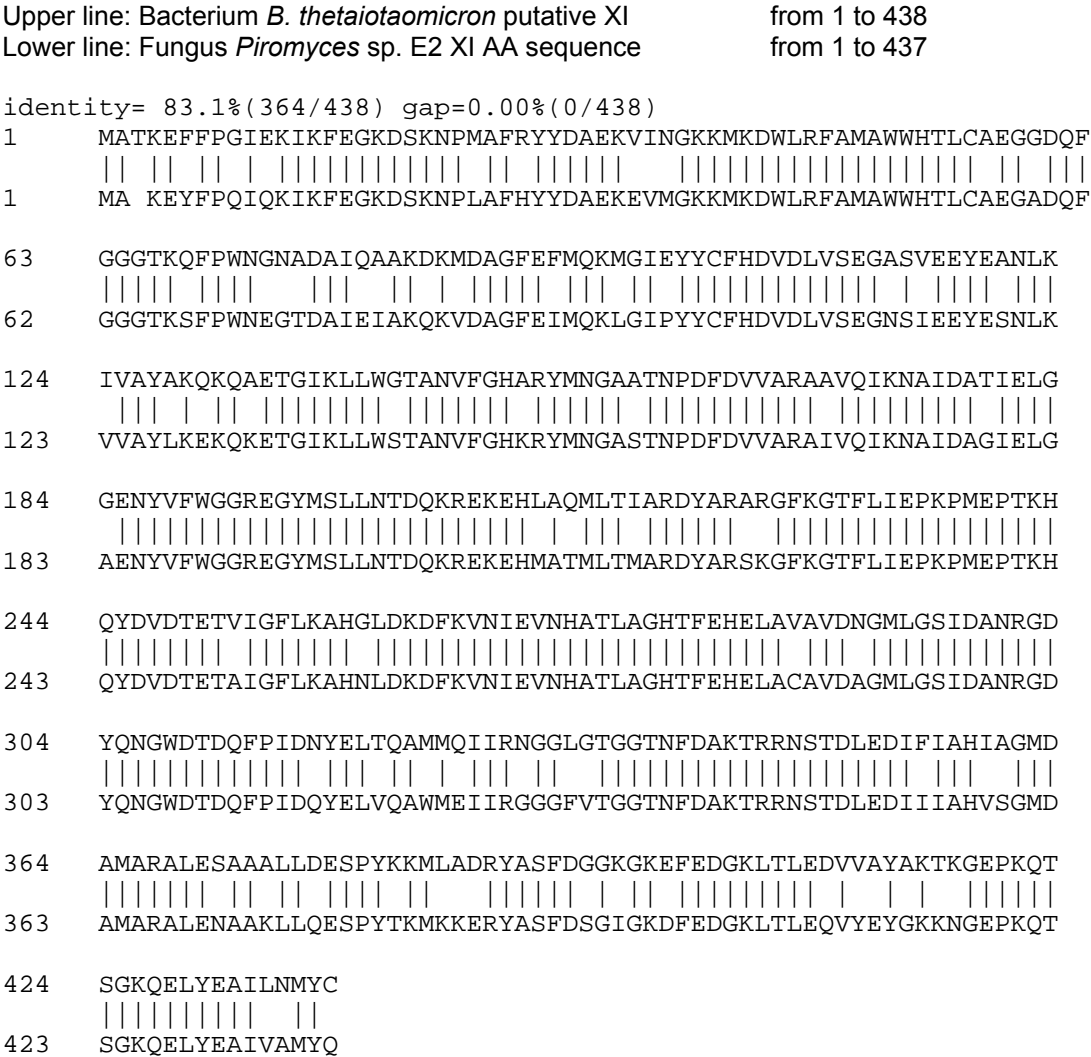 Upper line: Bacterium B. thetaiotaomicron putative XI from 1 to 438
Lower line: Fungus Piromyces sp. E2 XI AA sequence from 1 to 437
identity= 83.1%(364/438) gap=0.00%(0/438)
1 MATKEFFPGIEKIKFEGKDSKNPMAFRYYDAEKVINGKKMKDWLRFAMAWWHTLCAEGGDQF
|| || || | |||||||||||| || |||||| ||||||||||||||||||| || |||
1 MA KEYFPQIQKIKFEGKDSKNPLAFHYYDAEKEVMGKKMKDWLRFAMAWWHTLCAEGADQF
63 GGGTKQFPWNGNADAIQAAKDKMDAGFEFMQKMGIEYYCFHDVDLVSEGASVEEYEANLK
||||| |||| ||| || | ||||| ||| || ||||||||||||| | |||| |||
62 GGGTKSFPWNEGTDAIEIAKQKVDAGFEIMQKLGIPYYCFHDVDLVSEGNSIEEYESNLK
124 IVAYAKQKQAETGIKLLWGTANVFGHARYMNGAATNPDFDVVARAAVQIKNAIDATIELG
||| | || ||||||||| ||||||| |||||| ||||||||||| ||||||||| ||||
123 VVAYLKEKQKETGIKLLWSTANVFGHKRYMNGASTNPDFDVVARAIVQIKNAIDAGIELG
184 GENYVFWGGREGYMSLLNTDQKREKEHLAQMLTIARDYARARGFKGTFLIEPKPMEPTKH
|||||||||||||||||||||||||| | ||| |||||| ||||||||||||||||||
183 AENYVFWGGREGYMSLLNTDQKREKEHMATMLTMARDYARSKGFKGTFLIEPKPMEPTKH
244 QYDVDTETVIGFLKAHGLDKDFKVNIEVNHATLAGHTFEHELAVAVDNGMLGSIDANRGD
|||||||| ||||||| ||||||||||||||||||||||||||| ||| ||||||||||||
243 QYDVDTETAIGFLKAHNLDKDFKVNIEVNHATLAGHTFEHELACAVDAGMLGSIDANRGD
304 YQNGWDTDQFPIDNYELTQAMMQIIRNGGLGTGGTNFDAKTRRNSTDLEDIFIAHIAGMD
||||||||||||| ||| || | ||| || |||||||||||||||||||| ||| |||
303 YQNGWDTDQFPIDQYELVQAWMEIIRGGGFVTGGTNFDAKTRRNSTDLEDIIIAHVSGMD
364 AMARALESAAALLDESPYKKMLADRYASFDGGKGKEFEDGKLTLEDVVAYAKTKGEPKQT
||||||| || || |||| || |||||| | || ||||||||| | | | ||||||
363 AMARALENAAKLLQESPYTKMKKERYASFDSGIGKDFEDGKLTLEQVYEYGKKNGEPKQT
424 SGKQELYEAILNMYC
|||||||||| ||
423 SGKQELYEAIVAMYQ